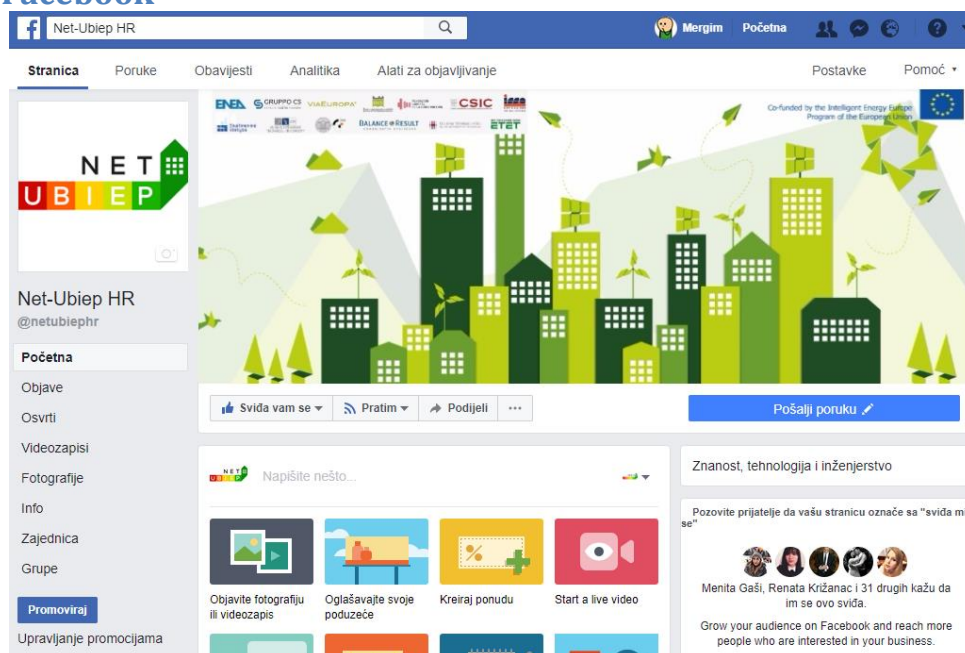 Facebook
Net-Ubiep HR
Mergim
Početna
Stranica
Poruke
Obavijesti
Analitika
Alati za objavljivanje
Postavke
Pomoć
NET
UBIEP
ENEA
GRUPPO CS
VIAEUROPA
CSIC
BALANCE RESULT
ETET
Co-funded by the Intelligent Energy Europe
Program of the European Union
Net-Ubiep HR
@netubiephr
Početna
Objave
Osvrti
Videozapisi
Fotografije
Info
Zajednica
Grupe
Promoviraj
Upravljanje promocijama
Sviđa vam se
Pratim
Podijeli
Pošalji poruku
NET
UBIEP
Napišite nešto...
Objavite fotografiju
ili videozapis
Oglašavajte svoje
poduzeće
Kreiraj ponudu
Start a live video
Znanost, tehnologija i inženjerstvo
Pozovite prijatelje da vašu stranicu označe sa "sviđa mi
se"
Menita Gaši, Renata Križanac i 31 drugih kažu da
im se ovo sviđa.
Grow your audience on Facebook and reach more
people who are interested in your business.